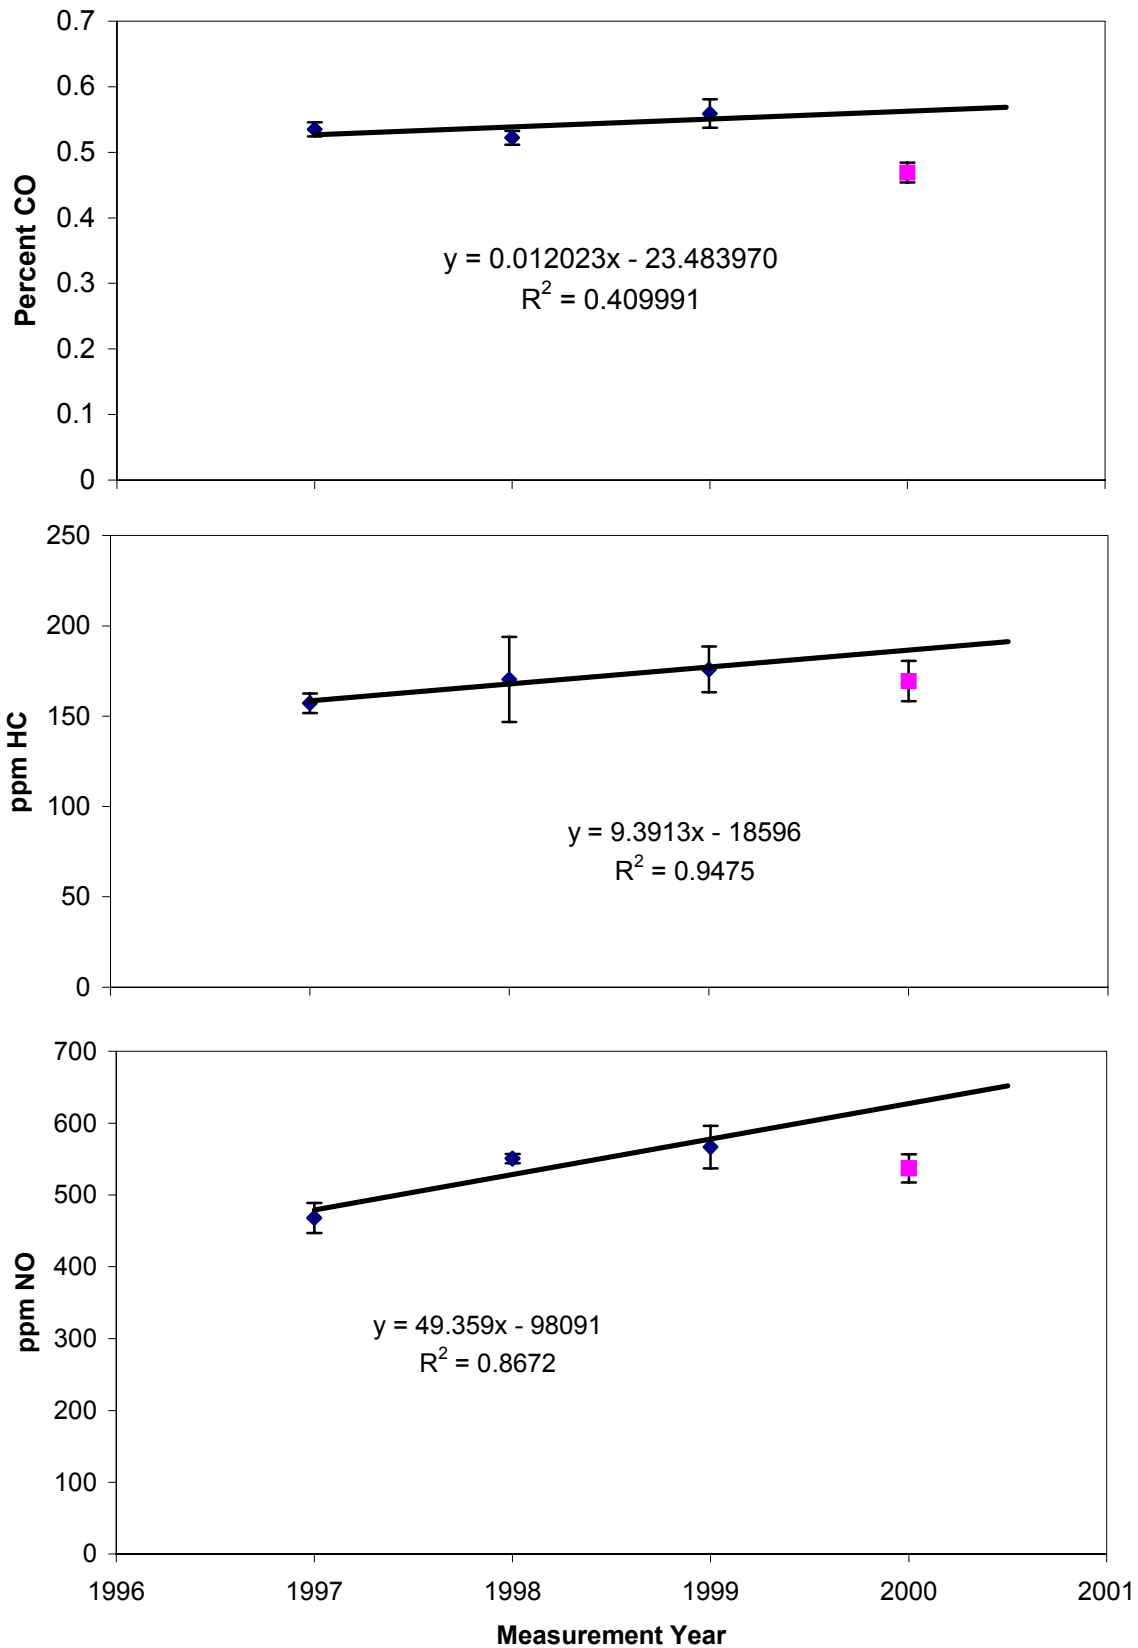 0.7
0.6
0.5
0.4
0.3
0.2
0.1
0
Percent CO
y = 0.012023x - 23.483970
R² = 0.409991
250
200
150
100
50
0
ppm HC
y = 9.3913x - 18596
R² = 0.9475
700
600
500
400
300
200
100
0
ppm NO
y = 49.359x - 98091
R² = 0.8672
1996 1997 1998 1999 2000 2001
Measurement Year